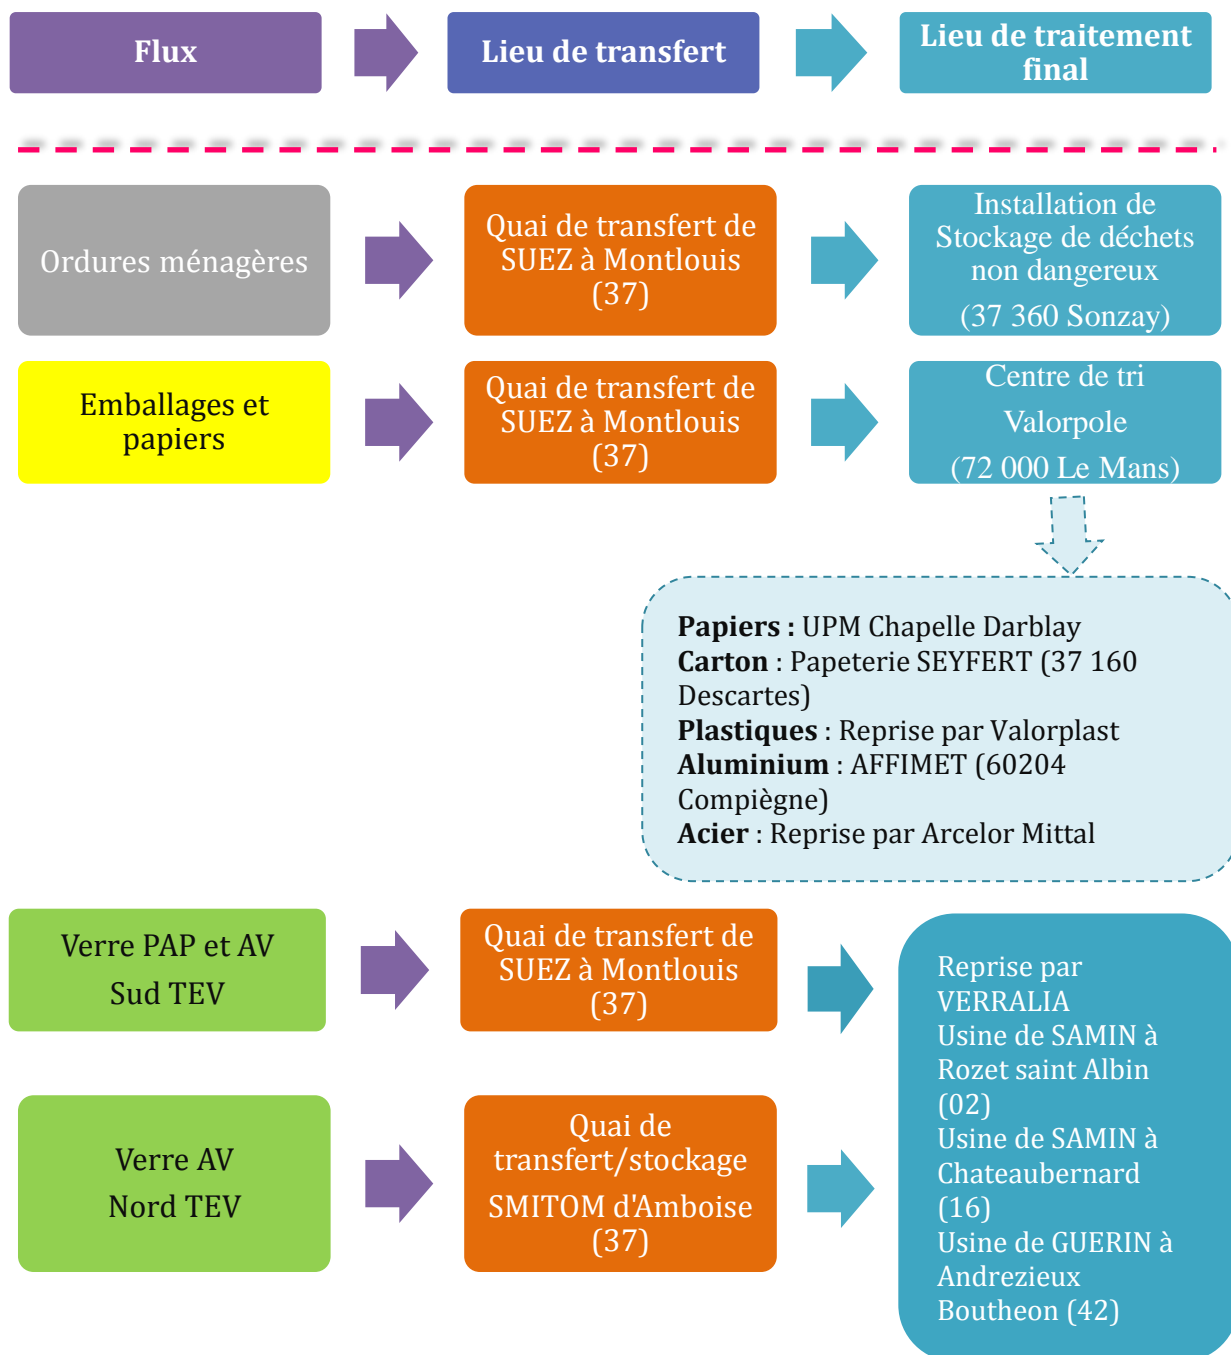 Flux
Lieu de transfert
Lieu de traitement
final
Ordures ménagères
Quai de transfert de
SUEZ à Montlouis
(37)
Installation de
Stockage de déchets
non dangereux
(37 360 Sonzay)
Emballages et
papiers
Quai de transfert de
SUEZ à Montlouis
(37)
Centre de tri
Valorpole
(72 000 Le Mans)
Papiers : UPM Chapelle Darblay
Carton : Papeterie SEYFERT (37 160
Descartes)
Plastiques : Reprise par Valorplast
Aluminium : AFFIMET (60204
Compiègne)
Acier : Reprise par Arcelor Mittal
Verre PAP et AV
Sud TEV
Quai de transfert de
SUEZ à Montlouis
(37)
Verre AV
Nord TEV
Quai de
transfert/stockage
SMITOM d'Amboise
(37)
Reprise par
VERRALIA
Usine de SAMIN à
Rozet saint Albin
(02)
Usine de SAMIN à
Chateaubernard
(16)
Usine de GUERIN à
Andrezieux
Boutheon (42)